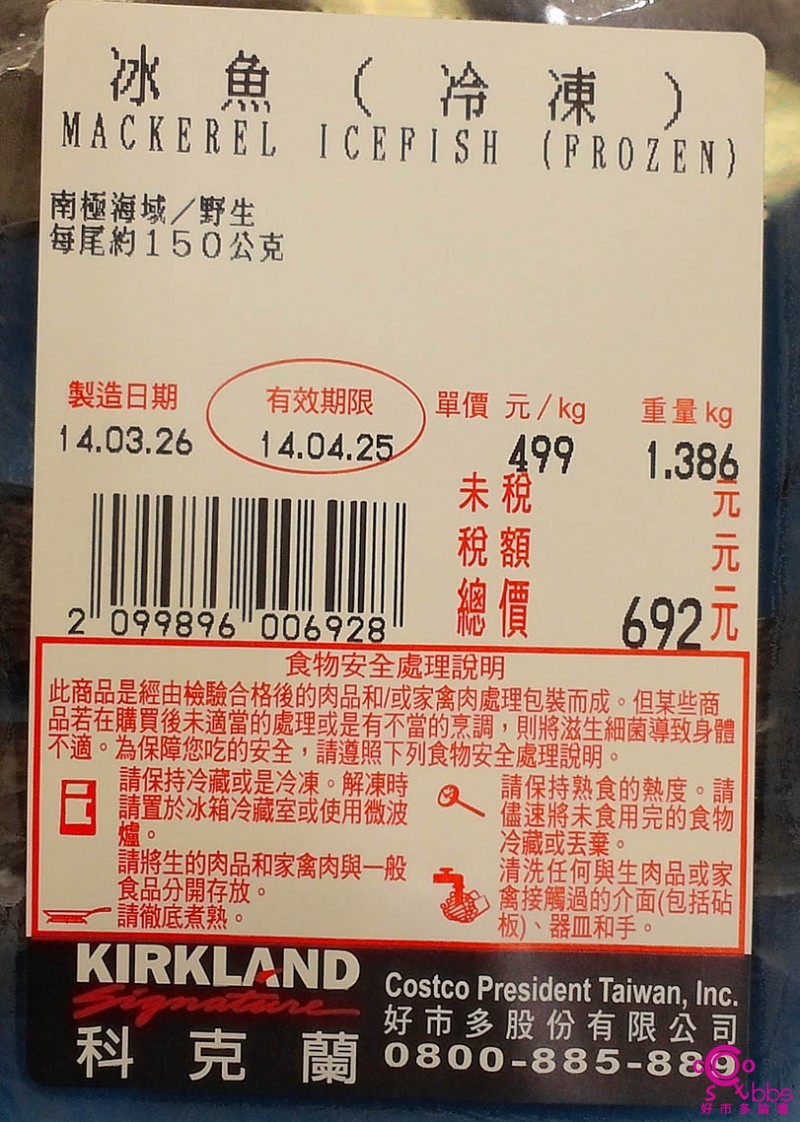 冰魚（冷凍）
MACKEREL ICEFISH (FROZEN)
南極海域／野生
每尾約150公克
製造日期 有效期限 單價 元/kg 重量kg
14.03.26 14.04.25 499 1.386
未稅 元
稅額 元
總價 692元
2 099896 006928
食物安全處理說明
此商品是經由檢驗合格後的肉品和/或家禽肉處理包裝而成。但某些商
品若在購買後未適當的處理或是有不當的烹調，則將滋生細菌導致身體
不適。為保障您吃的安全，請遵照下列食物安全處理說明。
請保持冷藏或是冷凍。解凍時
請置於冰箱冷藏室或使用微波
爐。
請將生的肉品和家禽肉與一般
食品分開存放。
請徹底煮熟。
請保持熟食的熱度。請
儘速將未食用完的食物
冷藏或丟棄。
清洗任何與生肉品或家
禽接觸過的介面(包括砧
板)、器皿和手。
KIRKLAND
Signature
科克蘭
Costco President Taiwan, Inc.
好市多股份有限公司
0800-885-889
CoCo
bbs
好市多論壇